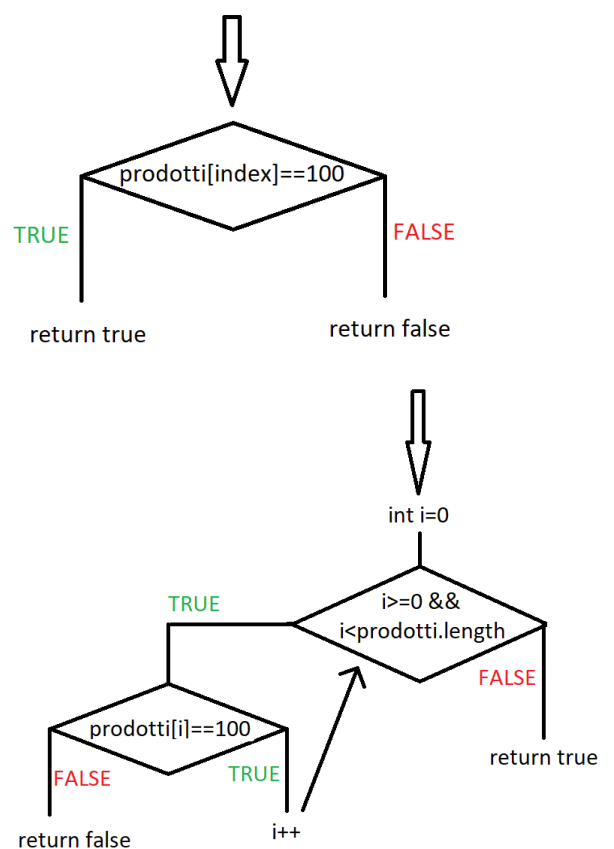 prodotti[index]==100
TRUE
FALSE
return true
return false
int i=0
i>=0 &&
i<prodotti.length
TRUE
FALSE
prodotti[i]==100
FALSE
TRUE
return true
i++
return false